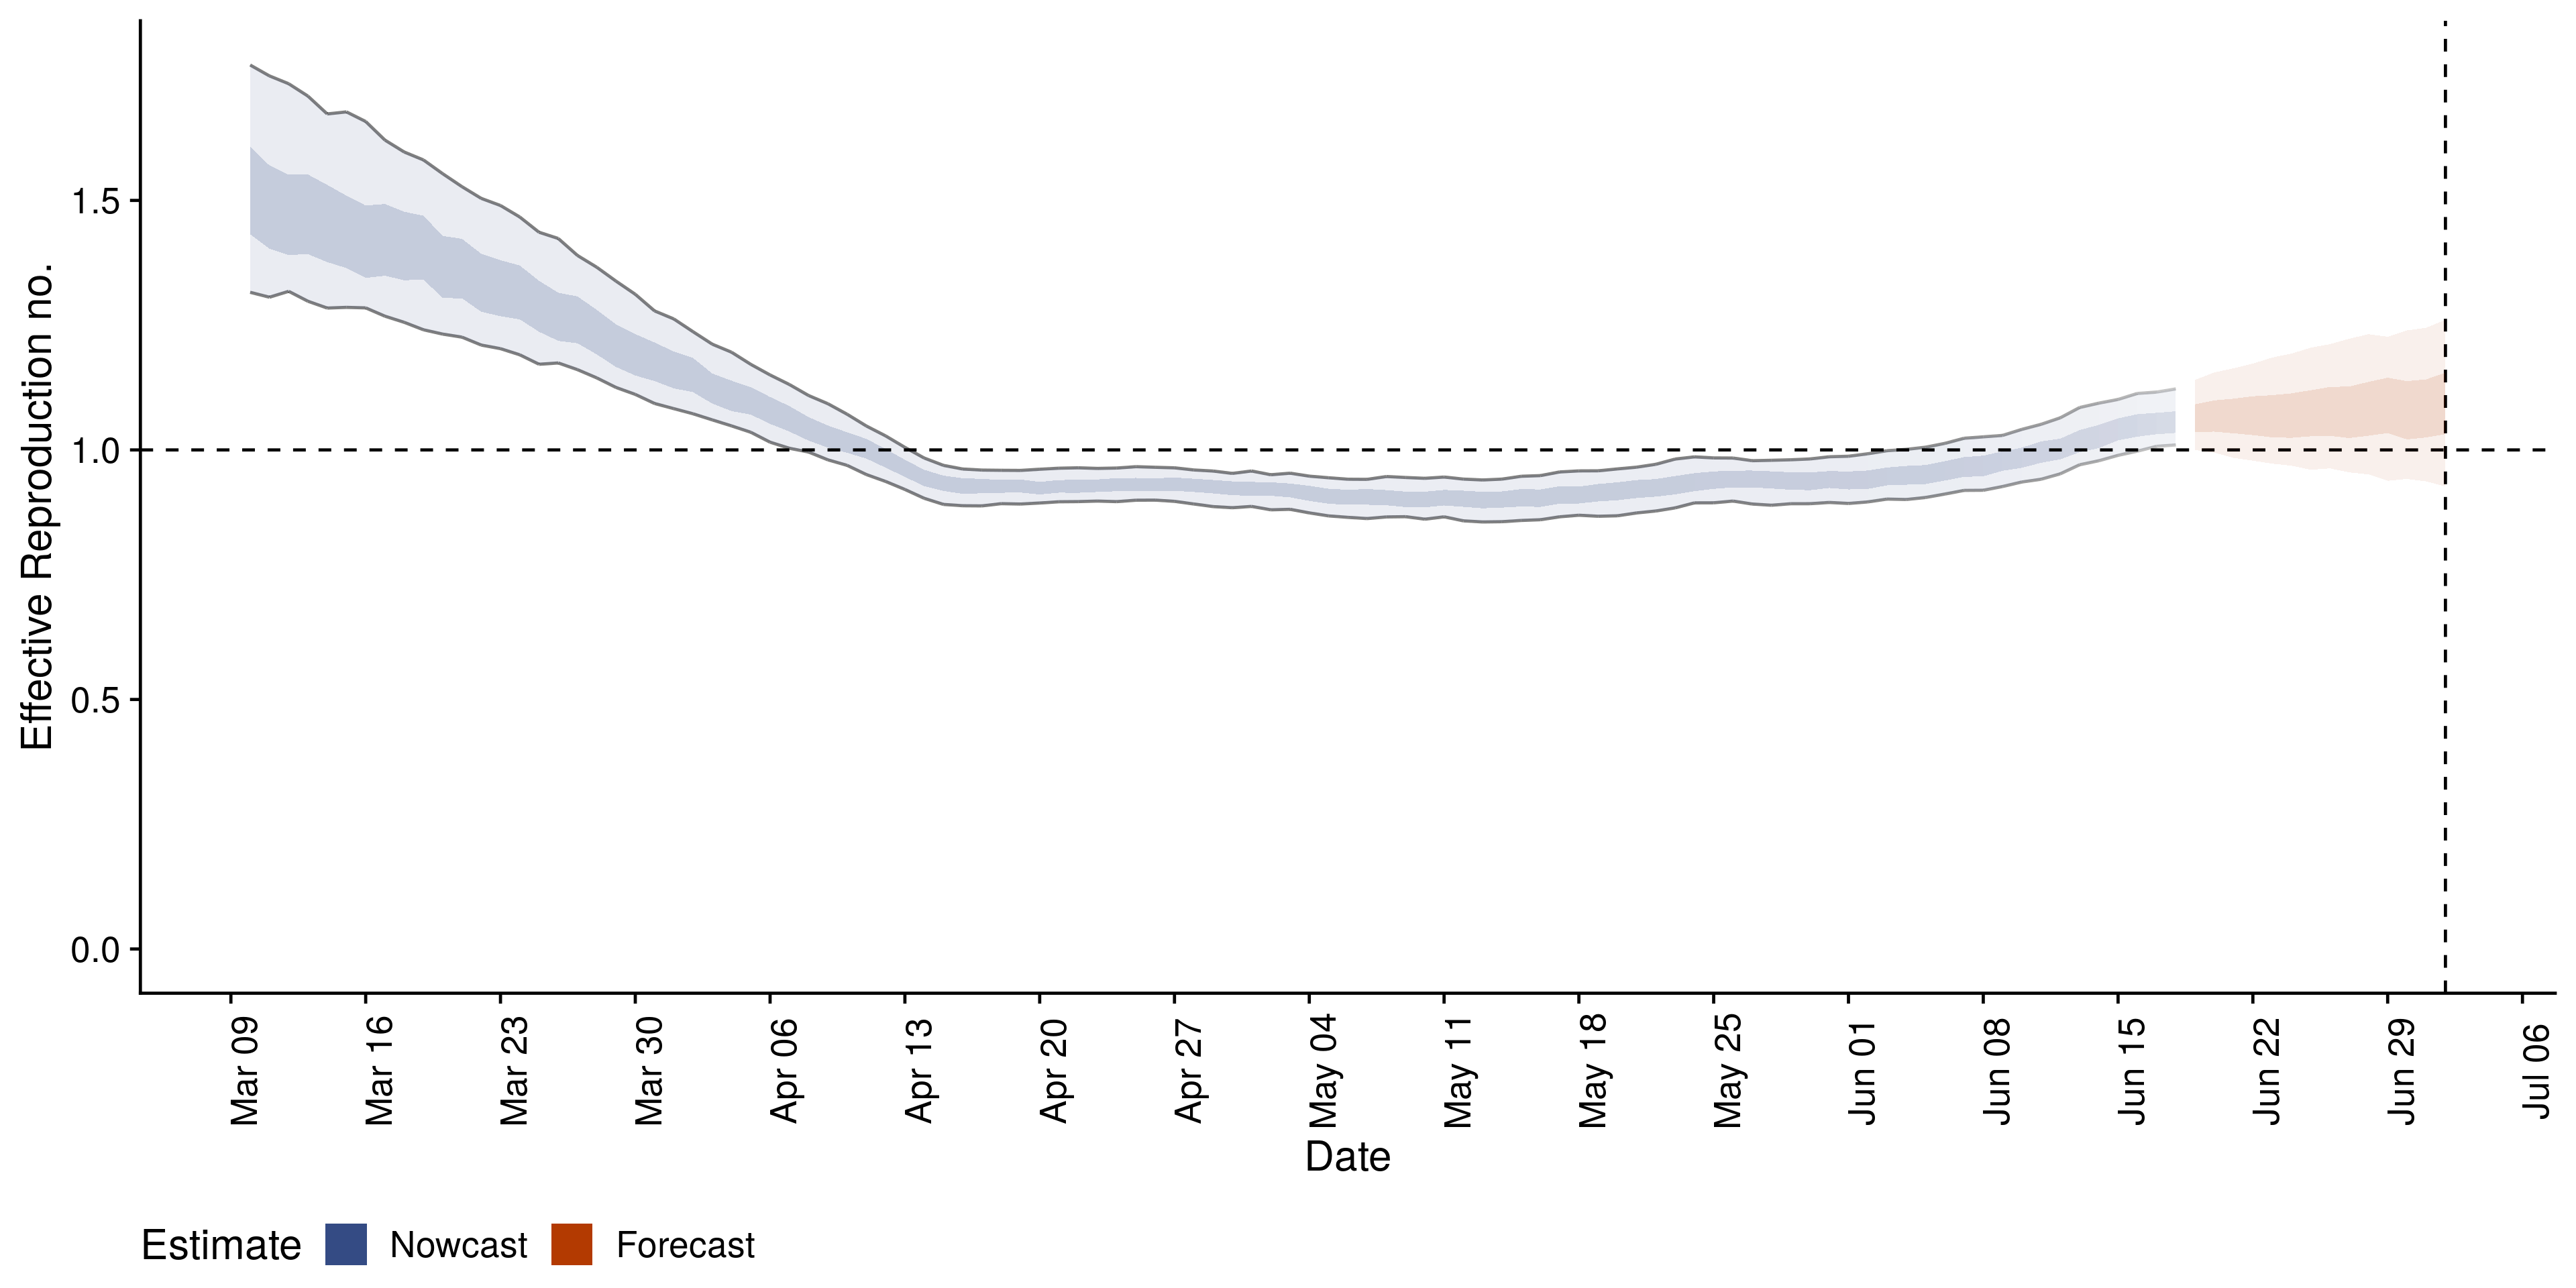 Effective Reproduction no.
1.5
1.0
0.5
0.0
Mar 09
Mar 16
Mar 23
Mar 30
Apr 06
Apr 13
Apr 20
Apr 27
May 04
May 11
May 18
May 25
Jun 01
Jun 08
Jun 15
Jun 22
Jun 29
Jul 06
Date
Estimate Nowcast Forecast